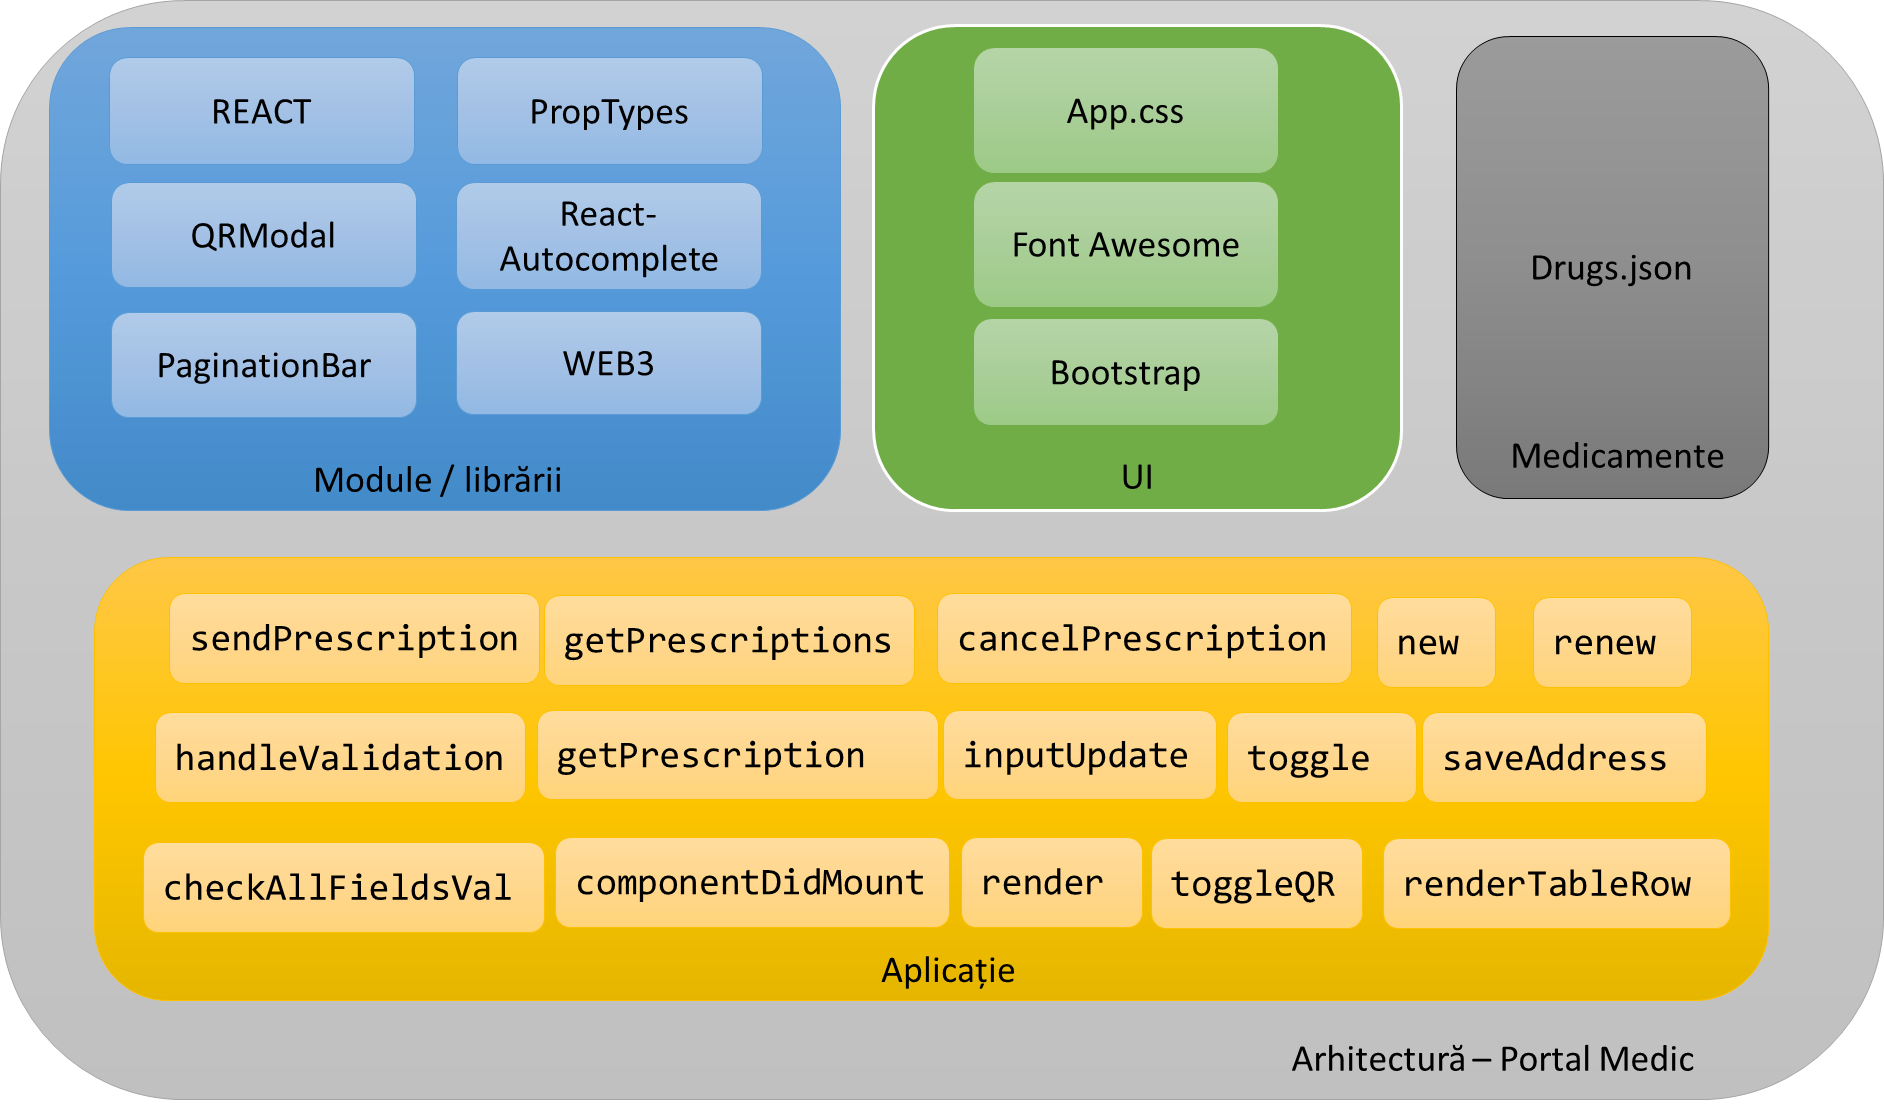 REACT
PropTypes
QRModal
React-
Autocomplete
PaginationBar
WEB3
Module / librării
App.css
Font Awesome
Bootstrap
UI
Drugs.json
Medicamente
sendPrescription
getPrescriptions
cancelPrescription
new
renew
handleValidation
getPrescription
inputUpdate
toggle
saveAddress
checkAllFieldsVal
componentDidMount
render
toggleQR
renderTableRow
Aplicație
Arhitectură – Portal Medic